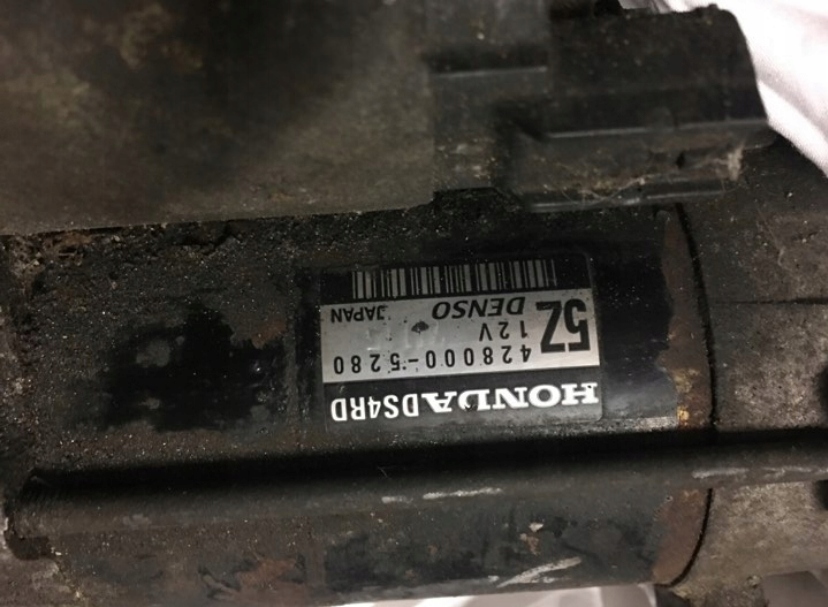 HONDA DS4RD
428000-5280
5Z 12V
DENSO JAPAN